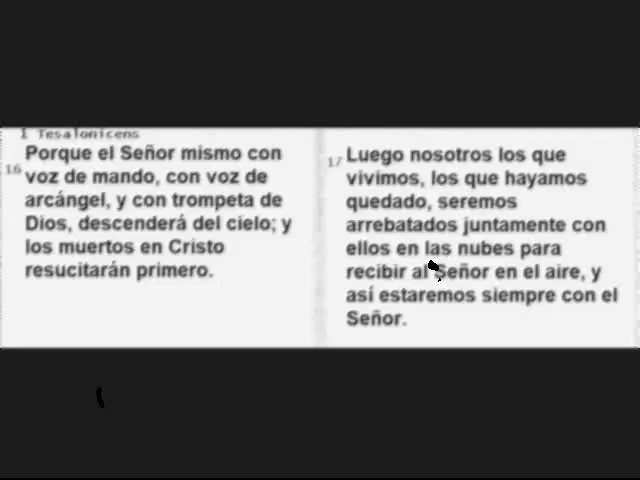 1 Tesalonicens
16 Porque el Señor mismo con
voz de mando, con voz de
arcángel, y con trompeta de
Dios, descenderá del cielo; y
los muertos en Cristo
resucitarán primero.
17 Luego nosotros los que
vivimos, los que hayamos
quedado, seremos
arrebatados juntamente con
ellos en las nubes para
recibir al Señor en el aire, y
así estaremos siempre con el
Señor.